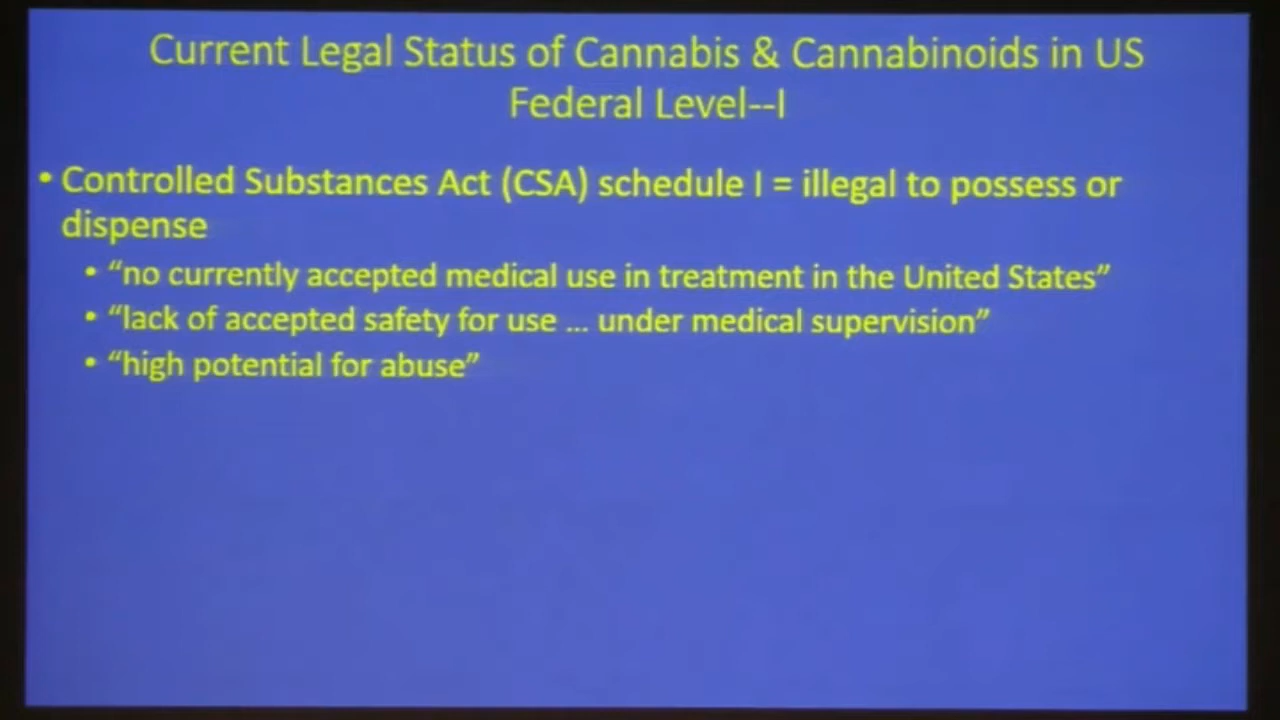 Current Legal Status of Cannabis & Cannabinoids in US
Federal Level--I
• Controlled Substances Act (CSA) schedule I = illegal to possess or
dispense
• “no currently accepted medical use in treatment in the United States”
• “lack of accepted safety for use ... under medical supervision”
• “high potential for abuse”